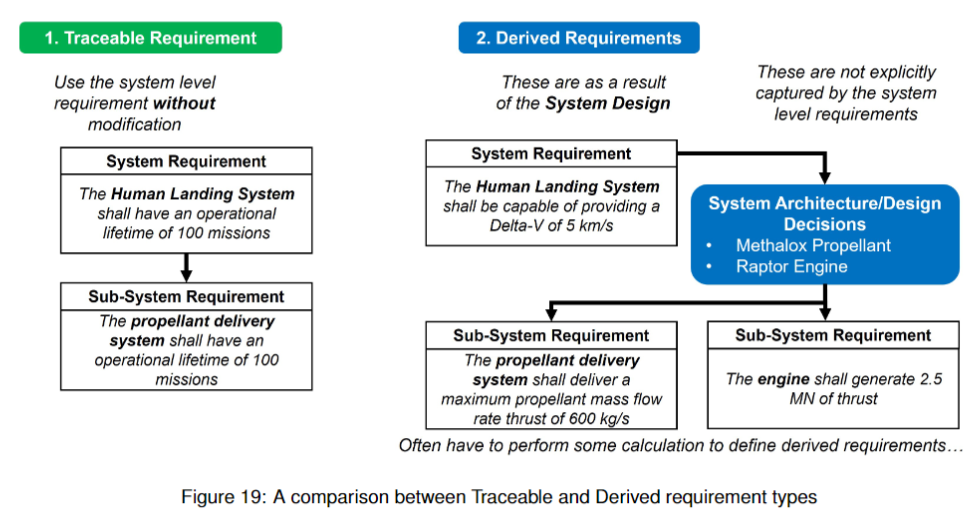 1. Traceable Requirement
Use the system level
requirement without
modification
System Requirement
The Human Landing System
shall have an operational
lifetime of 100 missions
Sub-System Requirement
The propellant delivery
system shall have an
operational lifetime of 100
missions
2. Derived Requirements
These are as a result
of the System Design
These are not explicitly
captured by the system
level requirements
System Requirement
The Human Landing System
shall be capable of providing a
Delta-V of 5 km/s
System Architecture/Design
Decisions
• Methalox Propellant
• Raptor Engine
Sub-System Requirement
The propellant delivery
system shall deliver a
maximum propellant mass flow
rate thrust of 600 kg/s
Sub-System Requirement
The engine shall generate 2.5
MN of thrust
Often have to perform some calculation to define derived requirements…
Figure 19: A comparison between Traceable and Derived requirement types